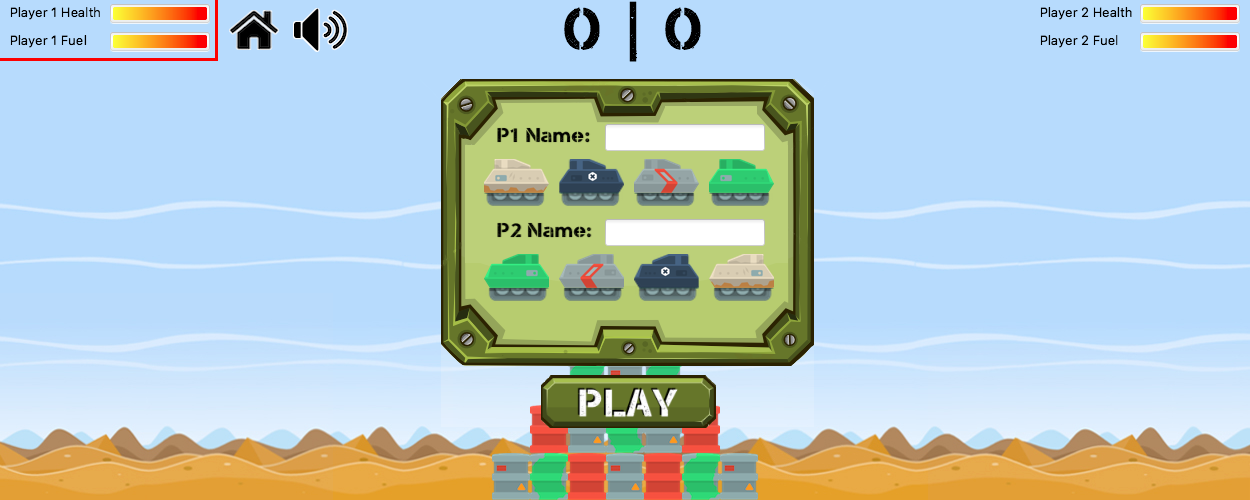 Player 1 Health
Player 1 Fuel
0 | 0
Player 2 Health
Player 2 Fuel
P1 Name:
P2 Name:
PLAY